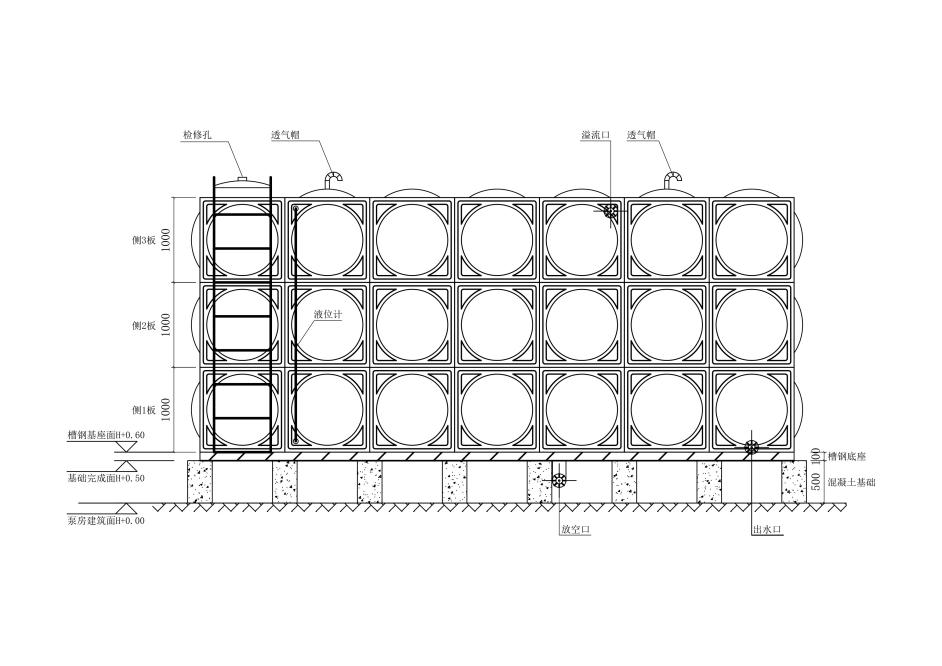 检修孔
透气帽
溢流口
透气帽
侧3板
1000
侧2板
1000
液位计
侧1板
1000
槽钢基座面H+0.60
基础完成面H+0.50
泵房建筑面H+0.00
100
槽钢底座
500
混凝土基础
放空口
出水口